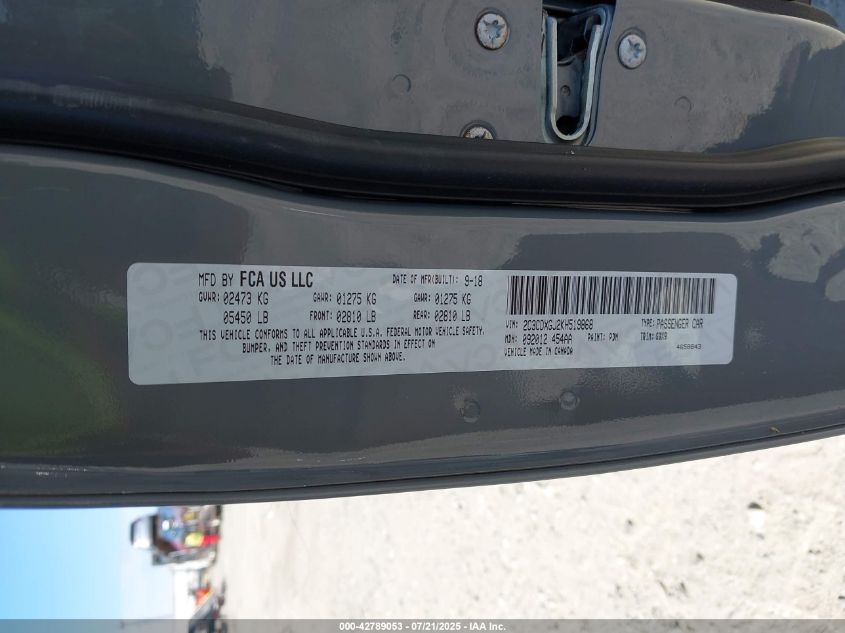 MFD BY FCA US LLC DATE OF MFR(BUILT): 9-18
GVWR: 02473 KG GAWR: 01275 KG GAWR: 01275 KG
05450 LB FRONT: 02810 LB REAR: 02810 LB
THIS VEHICLE CONFORMS TO ALL APPLICABLE U.S.A. FEDERAL MOTOR VEHICLE SAFETY,
BUMPER, AND THEFT PREVENTION STANDARDS IN EFFECT ON
THE DATE OF MANUFACTURE SHOWN ABOVE.
VIN: 2C3CDXGJ2KH519868 TYPE: PASSENGER CAR
MDH: 092012 454AA PAINT: PDN TRIM:
VEHICLE MADE IN CANADA
000-42789053 - 07/21/2025 - IAA Inc.